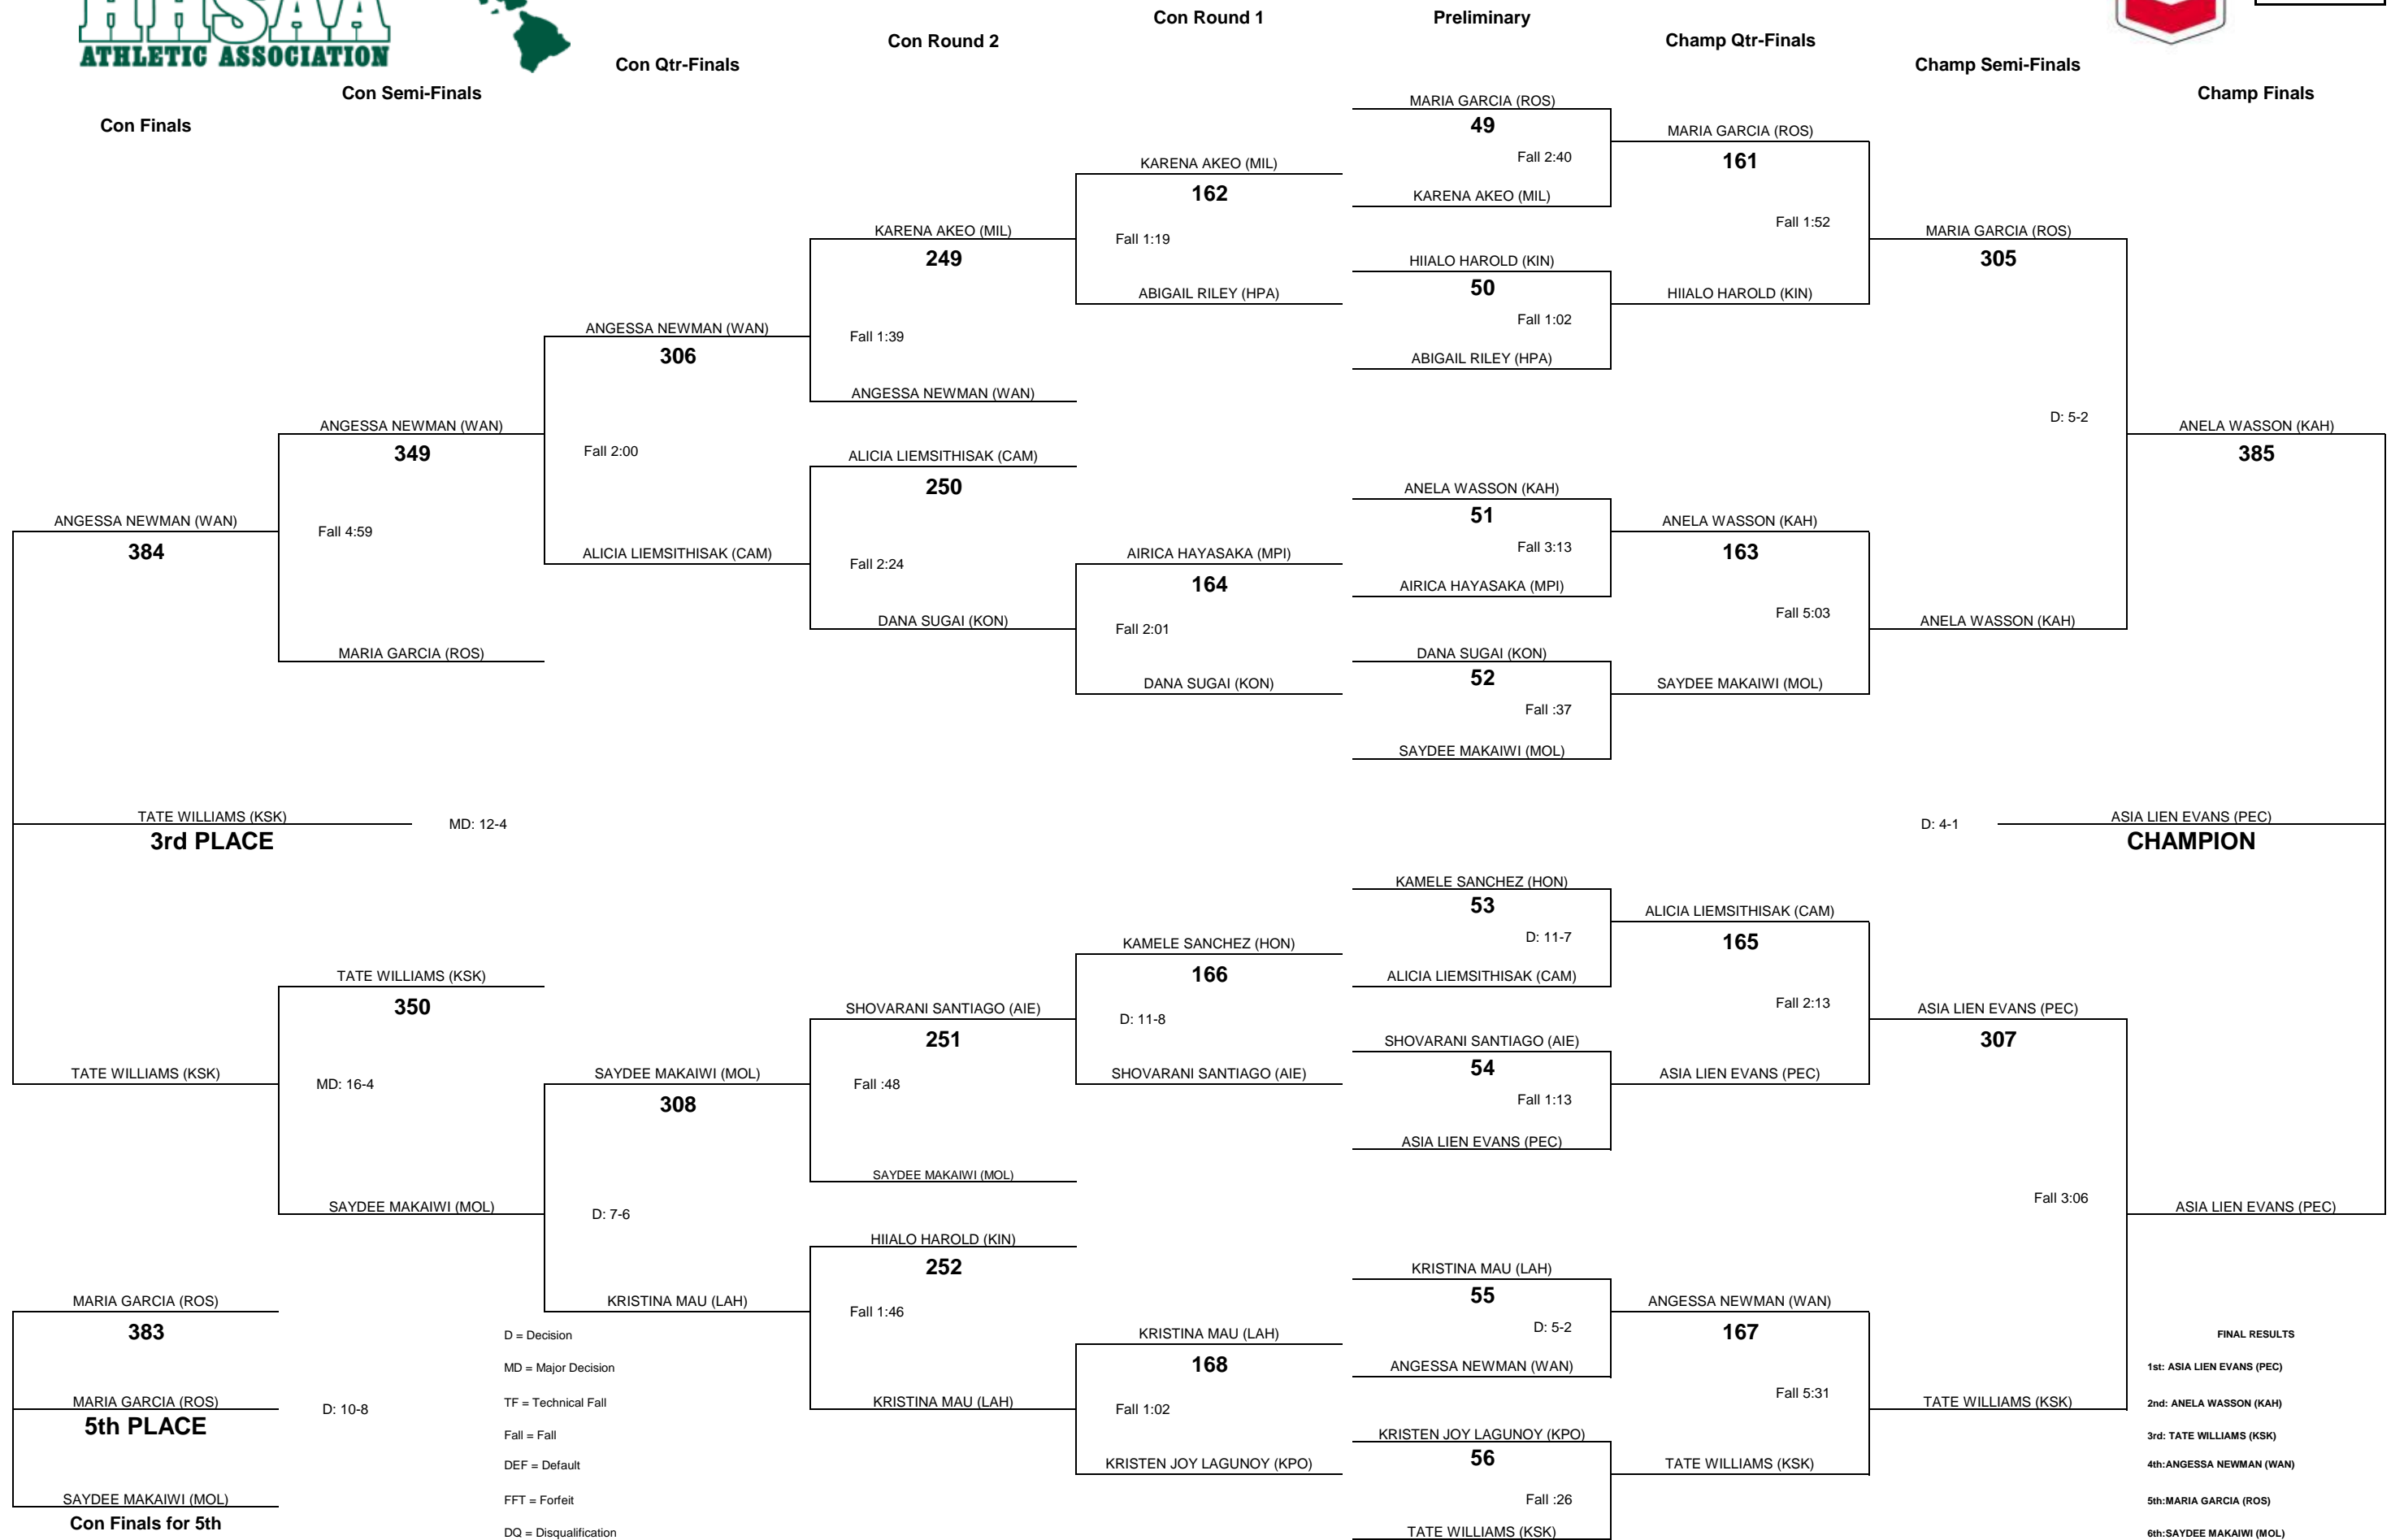 HHSAA
ATHLETIC ASSOCIATION
Con Finals
Con Semi-Finals
Con Qtr-Finals
Con Round 2
Con Round 1
Preliminary
Champ Qtr-Finals
Champ Semi-Finals
Champ Finals
MARIA GARCIA (ROS)
49
Fall 2:40
KARENA AKEO (MIL)
HIIALO HAROLD (KIN)
50
Fall 1:02
ABIGAIL RILEY (HPA)
ANELA WASSON (KAH)
51
Fall 3:13
AIRICA HAYASAKA (MPI)
DANA SUGAI (KON)
52
Fall :37
SAYDEE MAKAIWI (MOL)
KAMELE SANCHEZ (HON)
53
D: 11-7
ALICIA LIEMSITHISAK (CAM)
SHOVARANI SANTIAGO (AIE)
54
Fall 1:13
ASIA LIEN EVANS (PEC)
KRISTINA MAU (LAH)
55
D: 5-2
ANGESSA NEWMAN (WAN)
KRISTEN JOY LAGUNOY (KPO)
56
Fall :26
TATE WILLIAMS (KSK)
MARIA GARCIA (ROS)
161
Fall 1:52
HIIALO HAROLD (KIN)
ANELA WASSON (KAH)
163
Fall 5:03
SAYDEE MAKAIWI (MOL)
ALICIA LIEMSITHISAK (CAM)
165
Fall 2:13
ASIA LIEN EVANS (PEC)
ANGESSA NEWMAN (WAN)
167
Fall 5:31
TATE WILLIAMS (KSK)
MARIA GARCIA (ROS)
305
D: 5-2
ANELA WASSON (KAH)
ASIA LIEN EVANS (PEC)
307
Fall 3:06
TATE WILLIAMS (KSK)
ANELA WASSON (KAH)
385
D: 4-1
ASIA LIEN EVANS (PEC)
CHAMPION
ASIA LIEN EVANS (PEC)
KARENA AKEO (MIL)
162
Fall 1:19
ABIGAIL RILEY (HPA)
AIRICA HAYASAKA (MPI)
164
Fall 2:01
DANA SUGAI (KON)
KAMELE SANCHEZ (HON)
166
D: 11-8
SHOVARANI SANTIAGO (AIE)
KRISTINA MAU (LAH)
168
Fall 1:02
KRISTEN JOY LAGUNOY (KPO)
KARENA AKEO (MIL)
249
Fall 1:39
ANGESSA NEWMAN (WAN)
ALICIA LIEMSITHISAK (CAM)
250
Fall 2:24
DANA SUGAI (KON)
SHOVARANI SANTIAGO (AIE)
251
Fall :48
SAYDEE MAKAIWI (MOL)
HIIALO HAROLD (KIN)
252
Fall 1:46
KRISTINA MAU (LAH)
ANGESSA NEWMAN (WAN)
306
Fall 2:00
ALICIA LIEMSITHISAK (CAM)
SAYDEE MAKAIWI (MOL)
308
D: 7-6
KRISTINA MAU (LAH)
ANGESSA NEWMAN (WAN)
349
Fall 4:59
MARIA GARCIA (ROS)
TATE WILLIAMS (KSK)
350
MD: 16-4
SAYDEE MAKAIWI (MOL)
ANGESSA NEWMAN (WAN)
384
TATE WILLIAMS (KSK)
MD: 12-4
3rd PLACE
TATE WILLIAMS (KSK)
MARIA GARCIA (ROS)
383
MARIA GARCIA (ROS)
D: 10-8
5th PLACE
SAYDEE MAKAIWI (MOL)
Con Finals for 5th
D = Decision
MD = Major Decision
TF = Technical Fall
Fall = Fall
DEF = Default
FFT = Forfeit
DQ = Disqualification
FINAL RESULTS
1st: ASIA LIEN EVANS (PEC)
2nd: ANELA WASSON (KAH)
3rd: TATE WILLIAMS (KSK)
4th:ANGESSA NEWMAN (WAN)
5th:MARIA GARCIA (ROS)
6th:SAYDEE MAKAIWI (MOL)